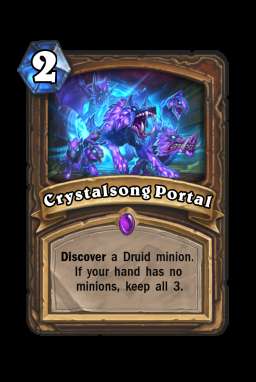 2
Crystalsong Portal
Discover a Druid minion.
If your hand has no
minions, keep all 3.